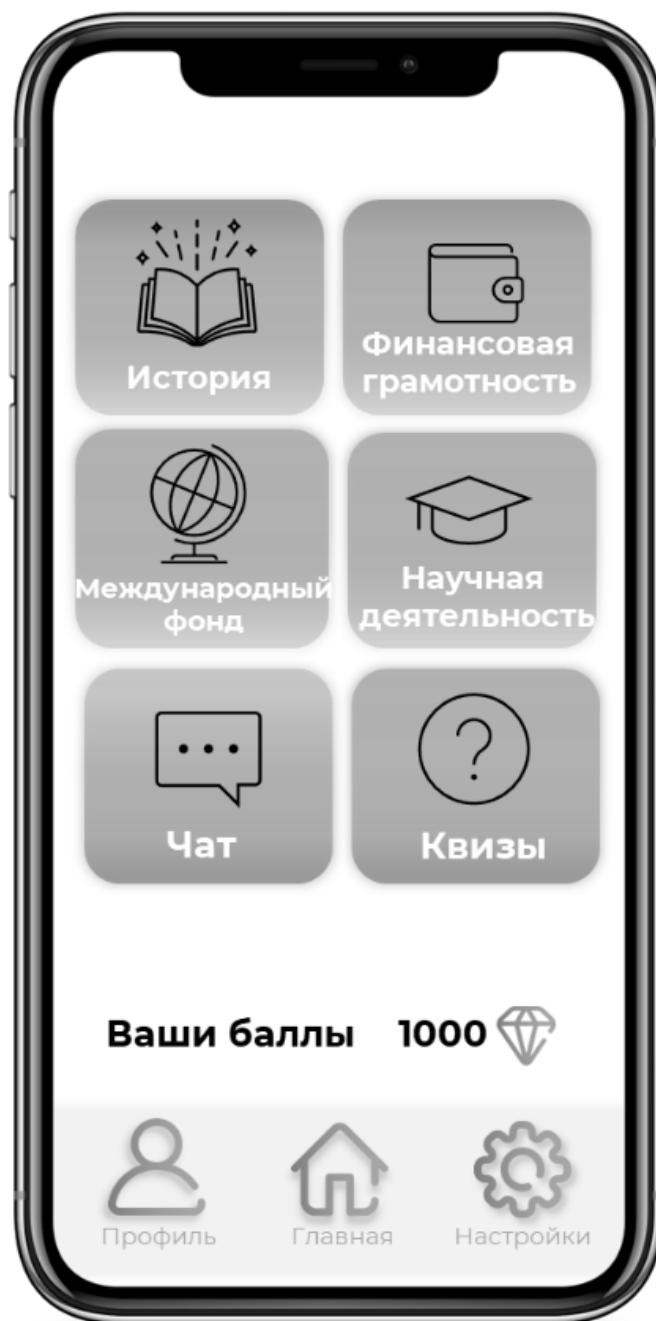 История
Финансовая
грамотность
Международный
фонд
Научная
деятельность
Чат
Квизы
Ваши баллы 1000
Профиль
Главная
Настройки